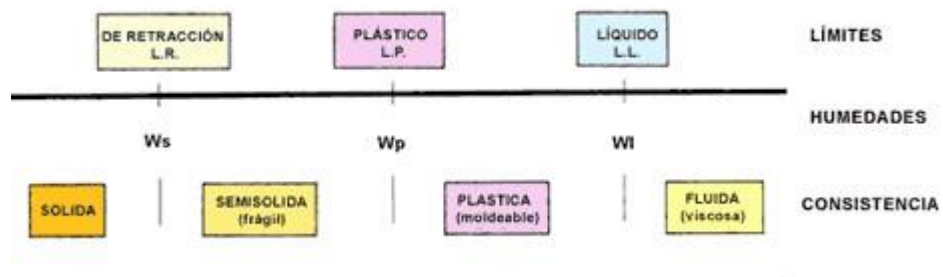 DE RETRACCIÓN
L.R.
PLÁSTICO
L.P.
LÍQUIDO
L.L.
LÍMITES
HUMEDADES
Ws
Wp
Wl
SOLIDA
SEMISOLIDA
(frágil)
PLASTICA
(moldeable)
FLUIDA
(viscosa)
CONSISTENCIA